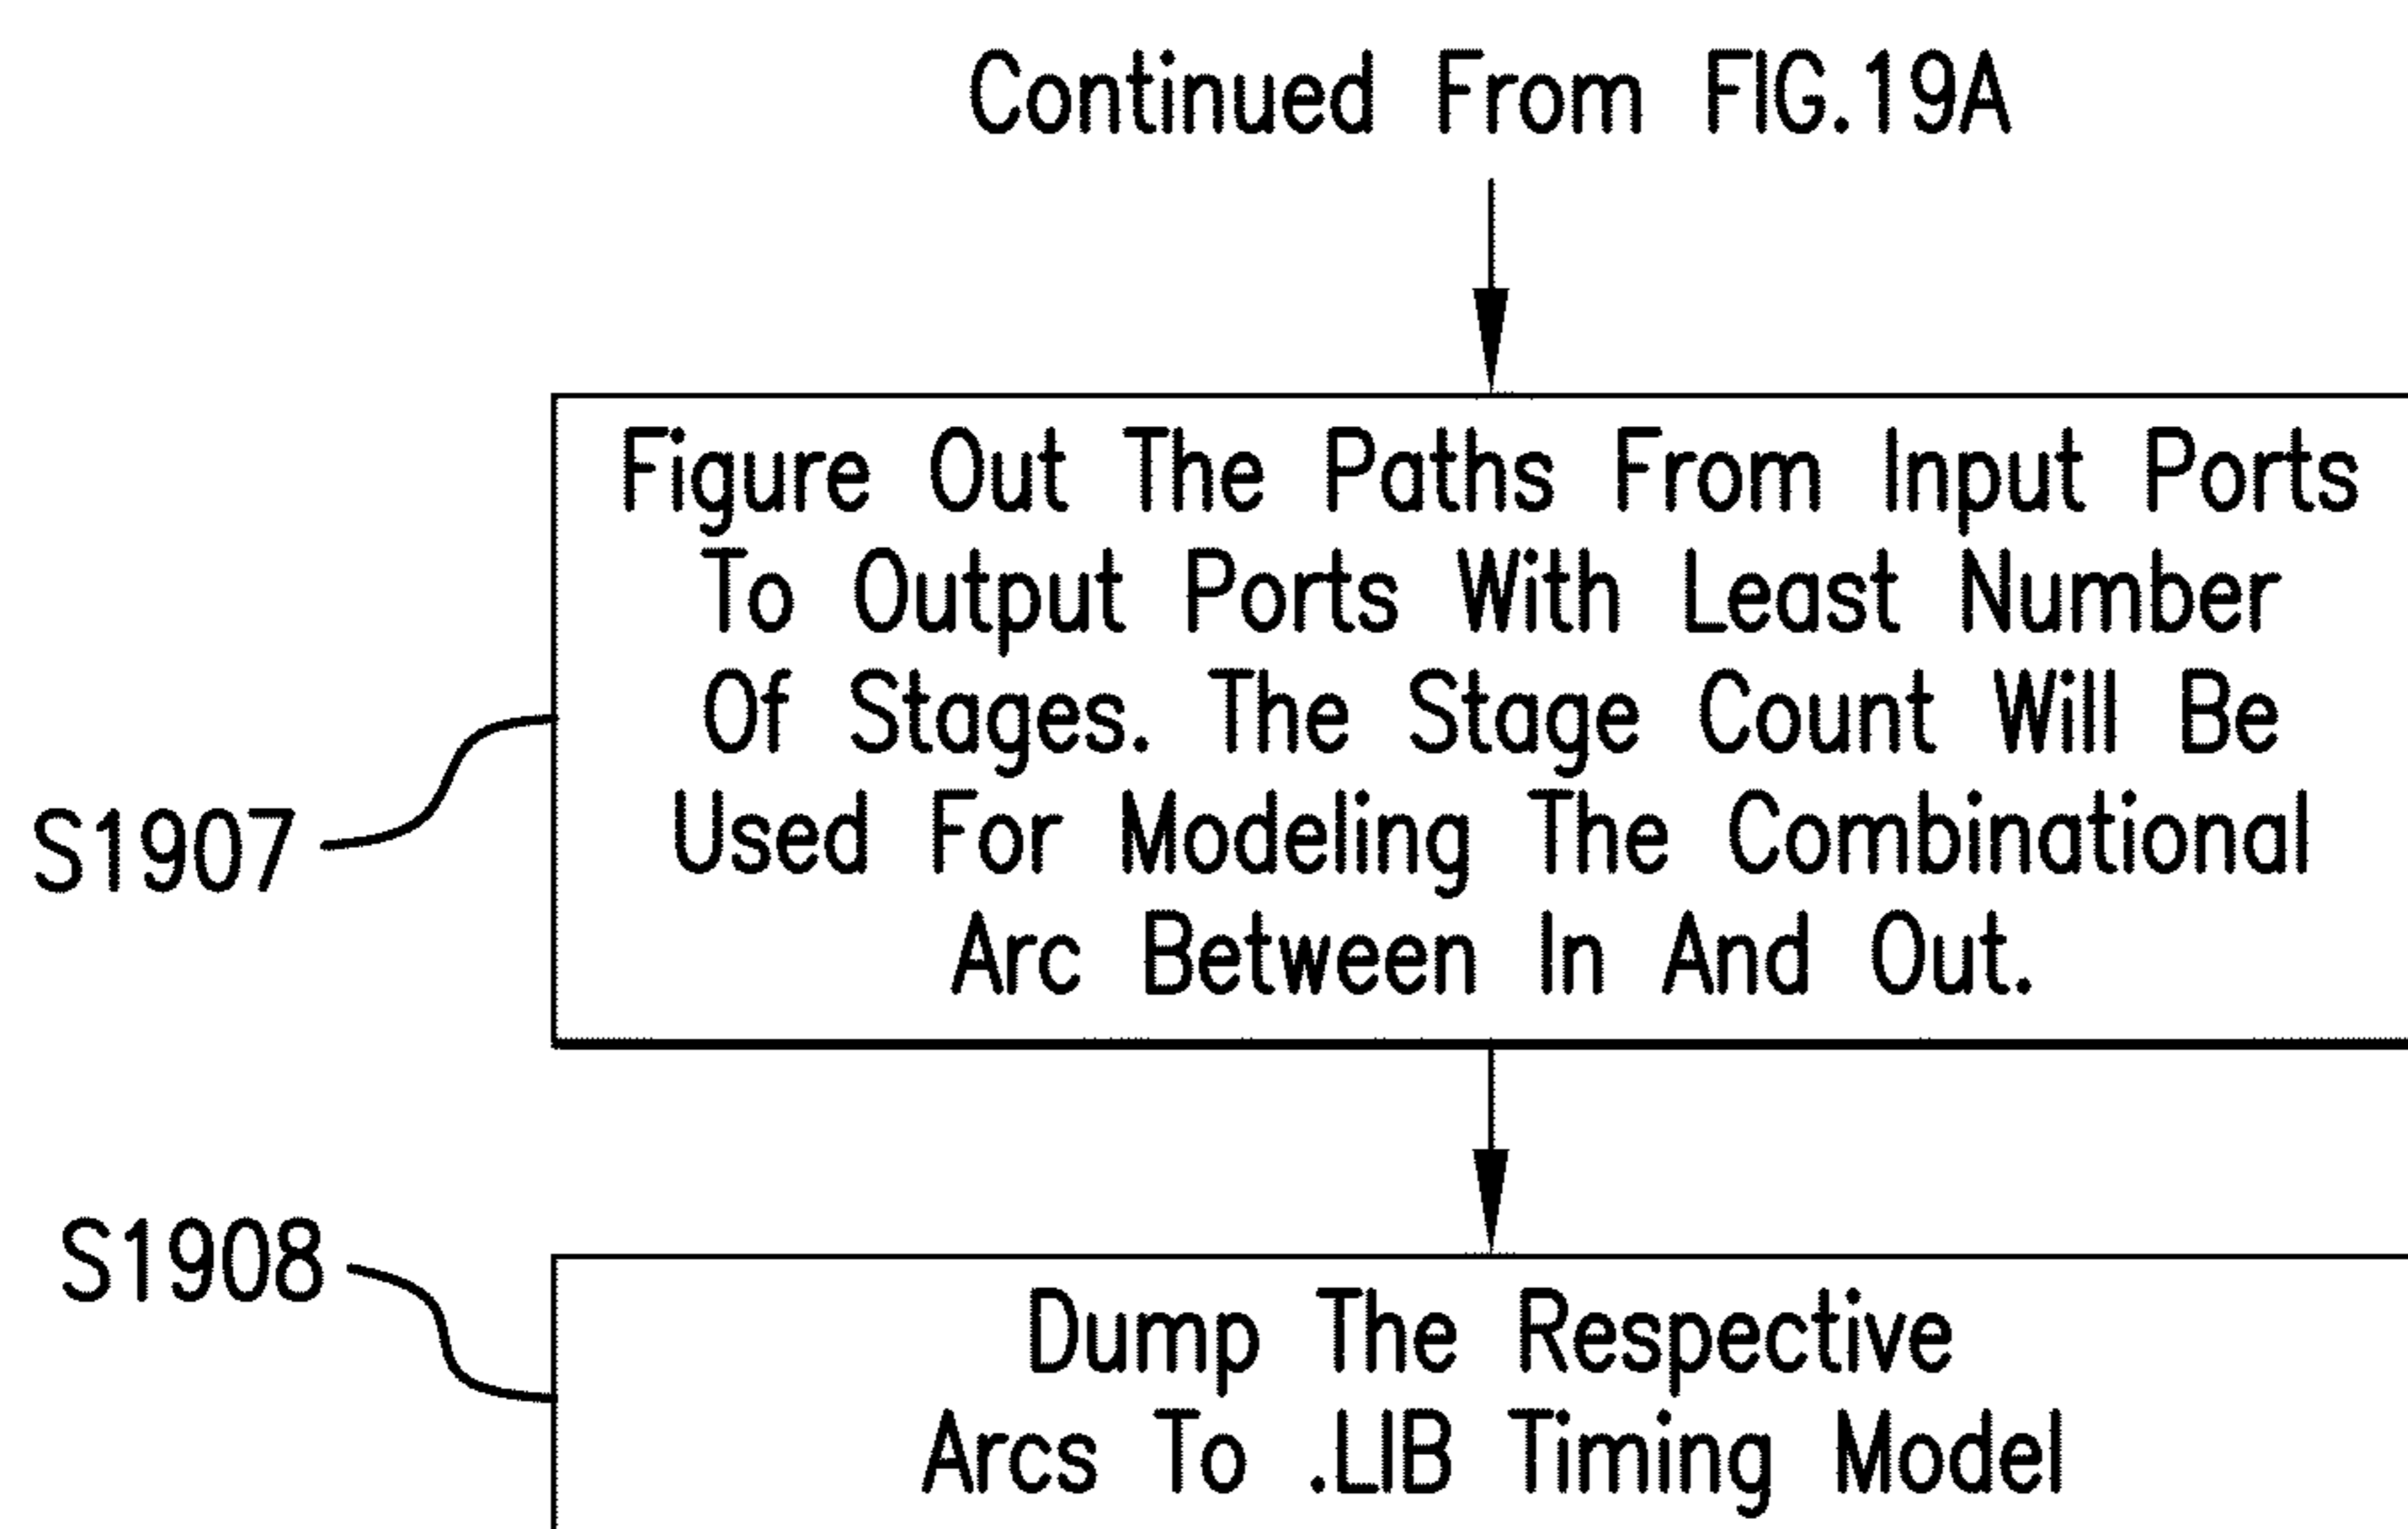 Continued From FIG.19A
Figure Out The Paths From Input Ports
To Output Ports With Least Number
Of Stages. The Stage Count Will Be
Used For Modeling The Combinational
Arc Between In And Out.
S1907
S1908
Dump The Respective
Arcs To .LIB Timing Model